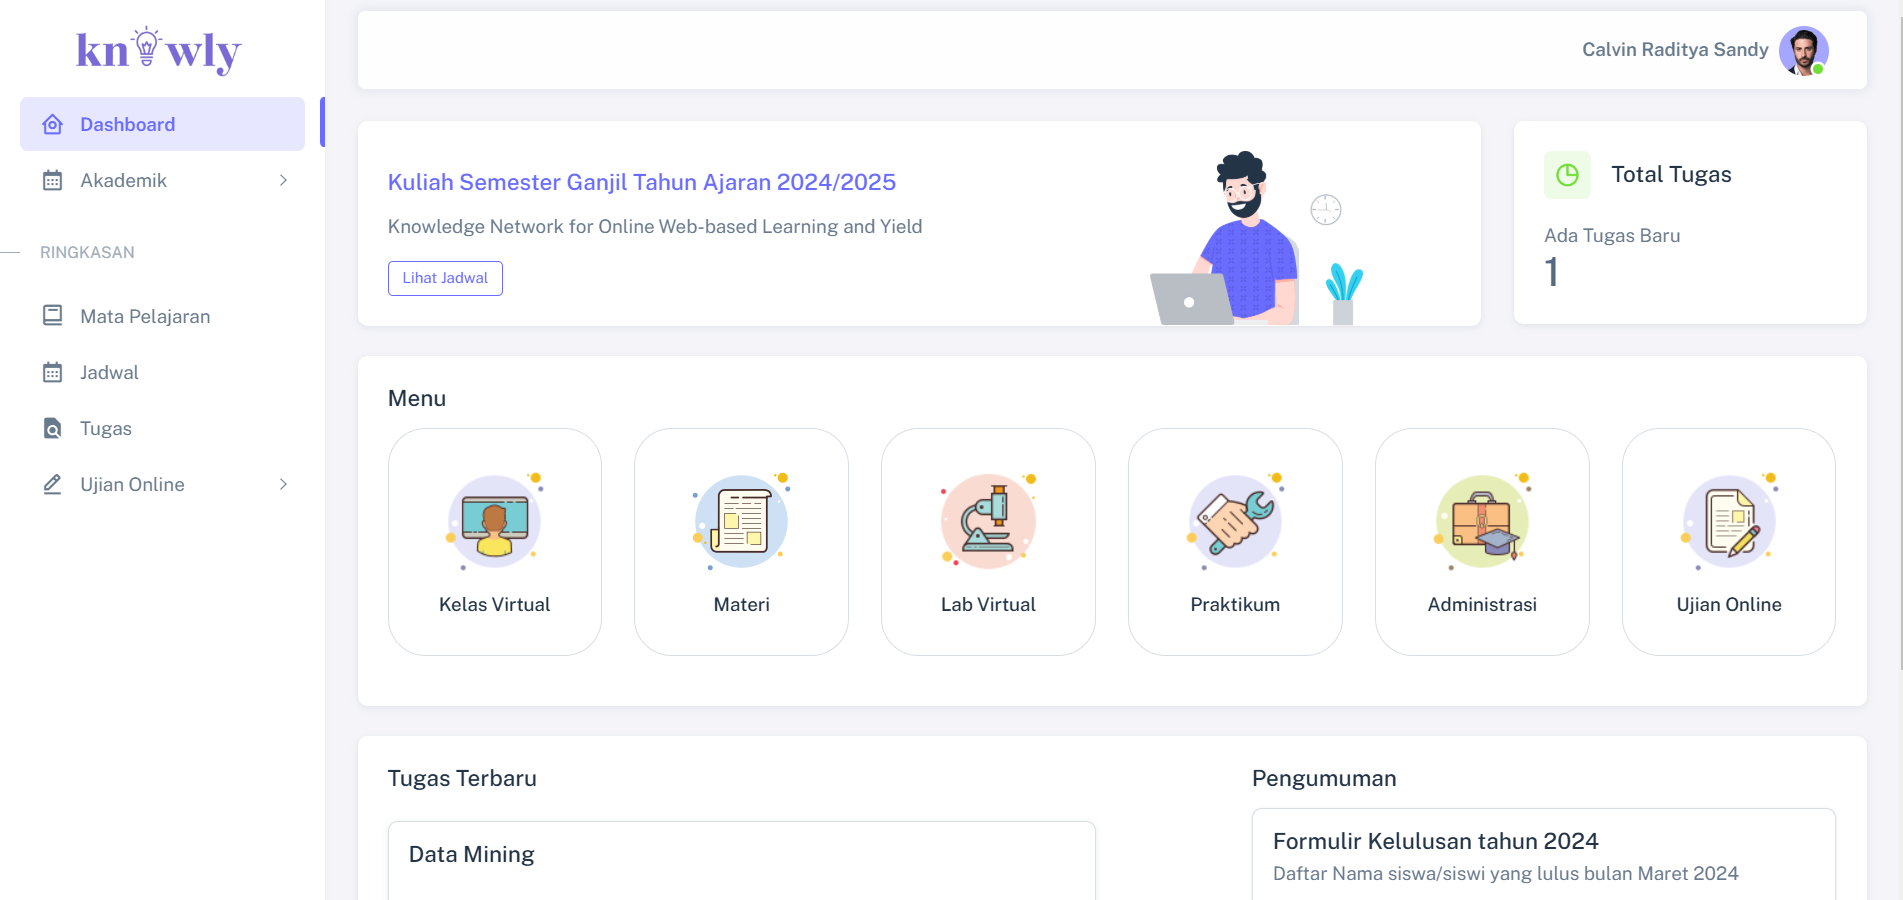 knowly
Dashboard
Akademik
RINGKASAN
Mata Pelajaran
Jadwal
Tugas
Ujian Online
Calvin Raditya Sandy
Kuliah Semester Ganjil Tahun Ajaran 2024/2025
Knowledge Network for Online Web-based Learning and Yield
Lihat Jadwal
Total Tugas
Ada Tugas Baru
1
Menu
Kelas Virtual
Materi
Lab Virtual
Praktikum
Administrasi
Ujian Online
Tugas Terbaru
Data Mining
Pengumuman
Formulir Kelulusan tahun 2024
Daftar Nama siswa/siswi yang lulus bulan Maret 2024